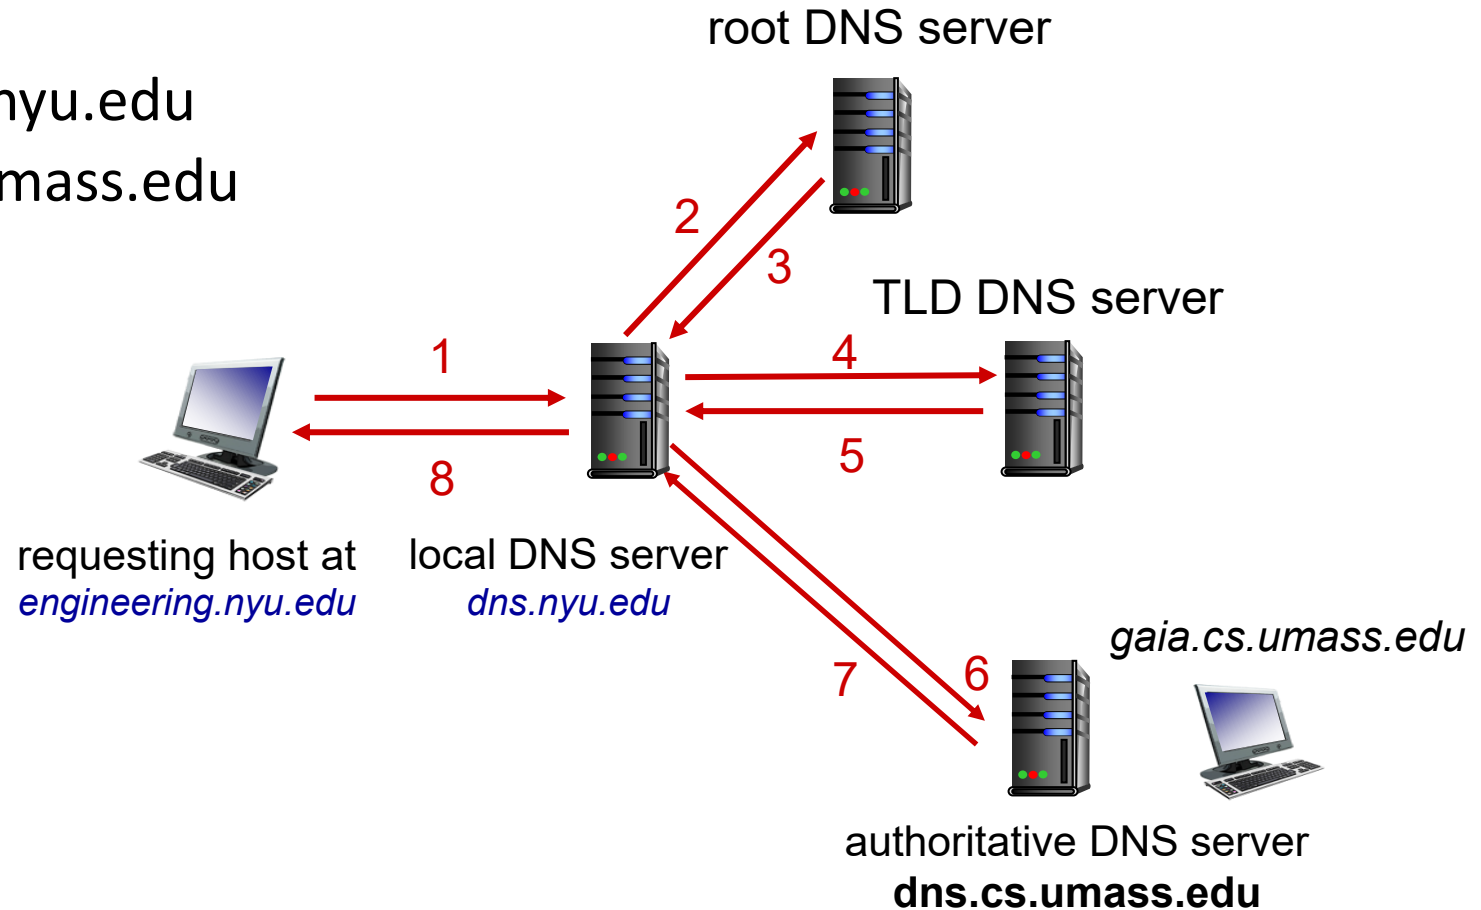 root DNS server
nyu.edu
mass.edu
2
3
TLD DNS server
1
4
5
8
requesting host at
engineering.nyu.edu
local DNS server
dns.nyu.edu
gaia.cs.umass.edu
6
7
authoritative DNS server
dns.cs.umass.edu